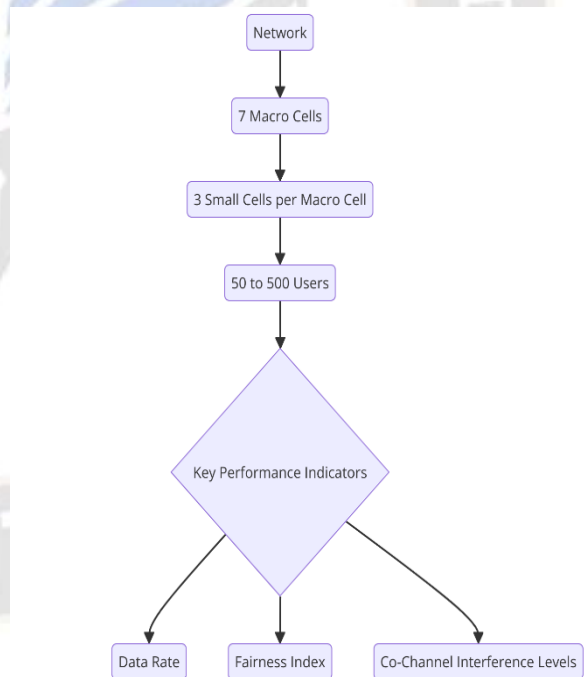 Network
7 Macro Cells
3 Small Cells per Macro Cell
50 to 500 Users
Key Performance Indicators
Data Rate
Fairness Index
Co-Channel Interference Levels